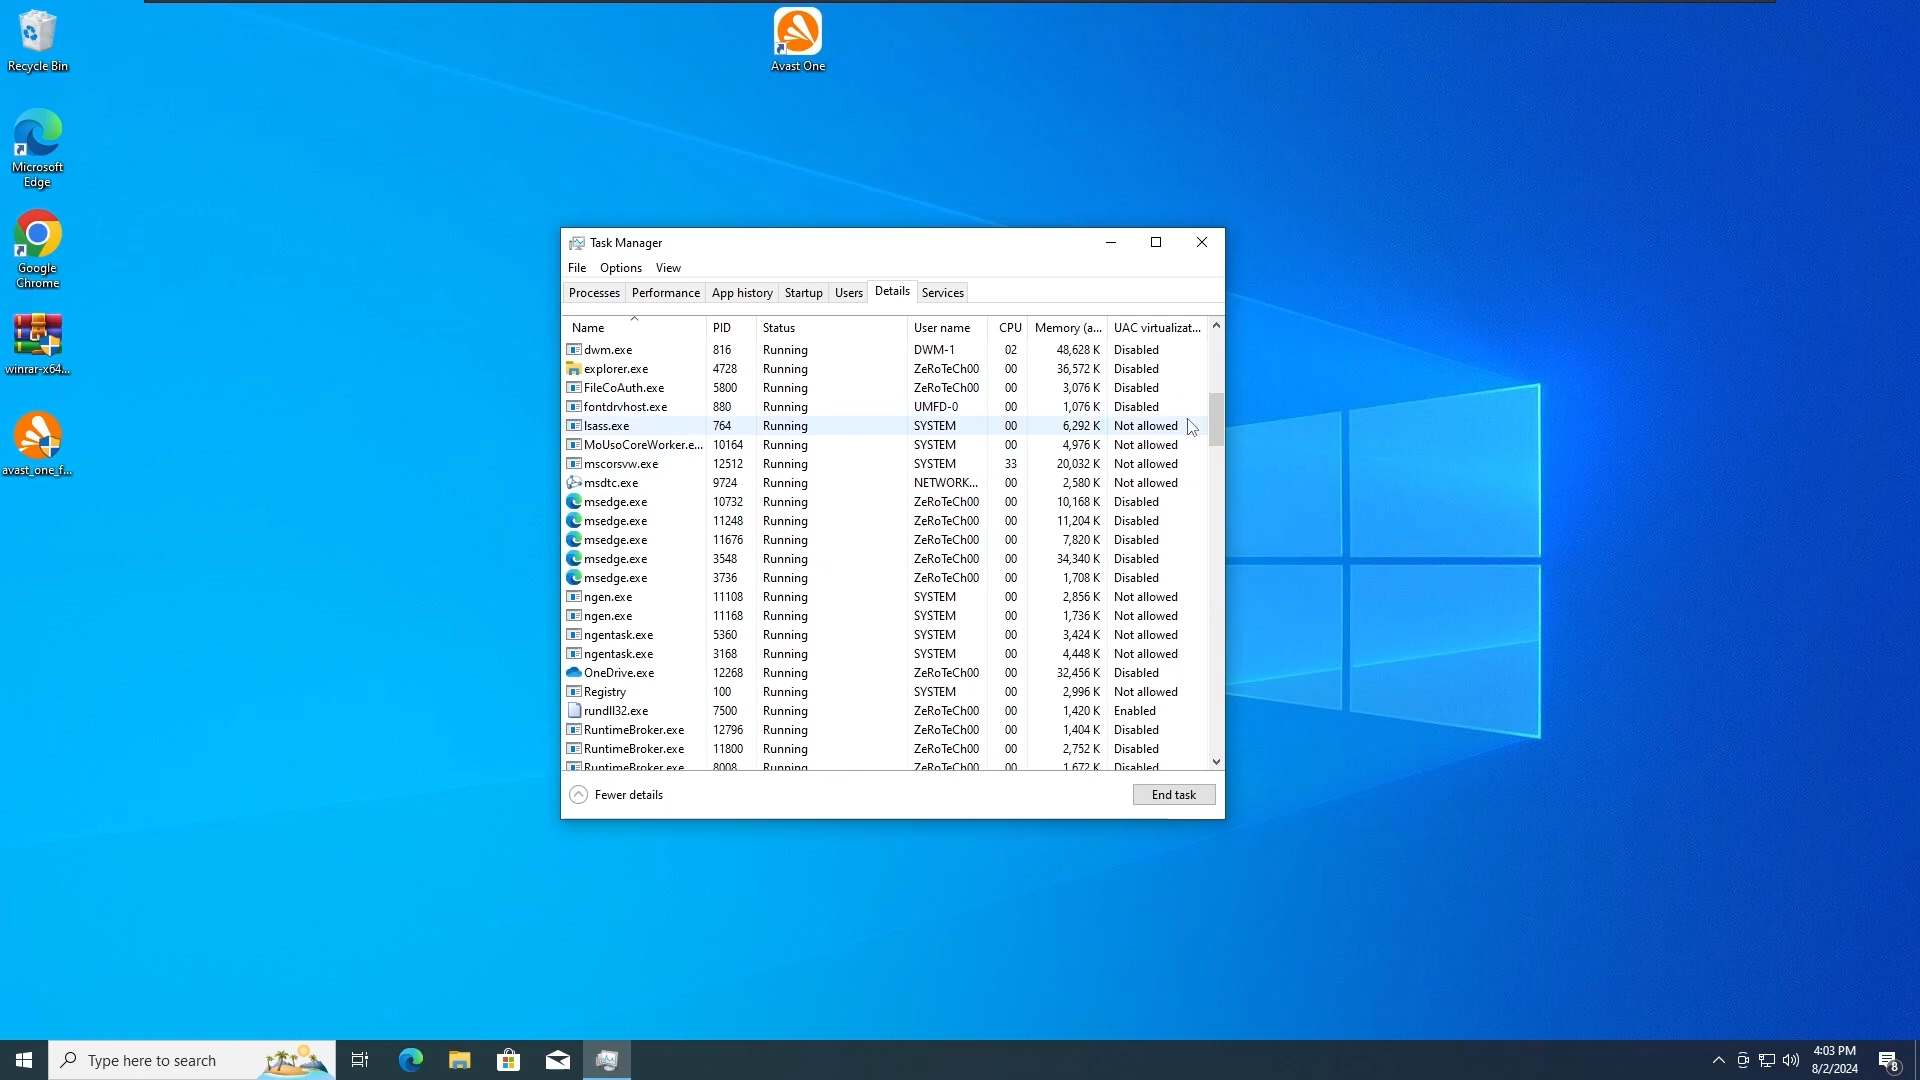 Recycle Bin
Avast One
Microsoft
Edge
Google
Chrome
winrar-x64...
avast_one_f...
Task Manager
File Options View
Processes Performance App history Startup Users Details Services
Name PID Status User name CPU Memory (a... UAC virtualizat...
dwm.exe 816 Running DWM-1 02 48,628 K Disabled
explorer.exe 4728 Running ZeRoTeCh00 00 36,572 K Disabled
FileCoAuth.exe 5800 Running ZeRoTeCh00 00 3,076 K Disabled
fontdrvhost.exe 880 Running UMFD-0 00 1,076 K Disabled
lsass.exe 764 Running SYSTEM 00 6,292 K Not allowed
MoUsoCoreWorker.e... 10164 Running SYSTEM 00 4,976 K Not allowed
mscorsvw.exe 12512 Running SYSTEM 33 20,032 K Not allowed
msdtc.exe 9724 Running NETWORK... 00 2,580 K Not allowed
msedge.exe 10732 Running ZeRoTeCh00 00 10,168 K Disabled
msedge.exe 11248 Running ZeRoTeCh00 00 11,204 K Disabled
msedge.exe 11676 Running ZeRoTeCh00 00 7,820 K Disabled
msedge.exe 3548 Running ZeRoTeCh00 00 34,340 K Disabled
msedge.exe 3736 Running ZeRoTeCh00 00 1,708 K Disabled
ngen.exe 11108 Running SYSTEM 00 2,856 K Not allowed
ngen.exe 11168 Running SYSTEM 00 1,736 K Not allowed
ngentask.exe 5360 Running SYSTEM 00 3,424 K Not allowed
ngentask.exe 3168 Running SYSTEM 00 4,448 K Not allowed
OneDrive.exe 12268 Running ZeRoTeCh00 00 32,456 K Disabled
Registry 100 Running SYSTEM 00 2,996 K Not allowed
rundll32.exe 7500 Running ZeRoTeCh00 00 1,420 K Enabled
RuntimeBroker.exe 12796 Running ZeRoTeCh00 00 1,404 K Disabled
RuntimeBroker.exe 11800 Running ZeRoTeCh00 00 2,752 K Disabled
RuntimeBroker.exe 8008 Running ZeRoTeCh00 00 1,672 K Disabled
Fewer details End task
Type here to search
4:03 PM
8/2/2024
8